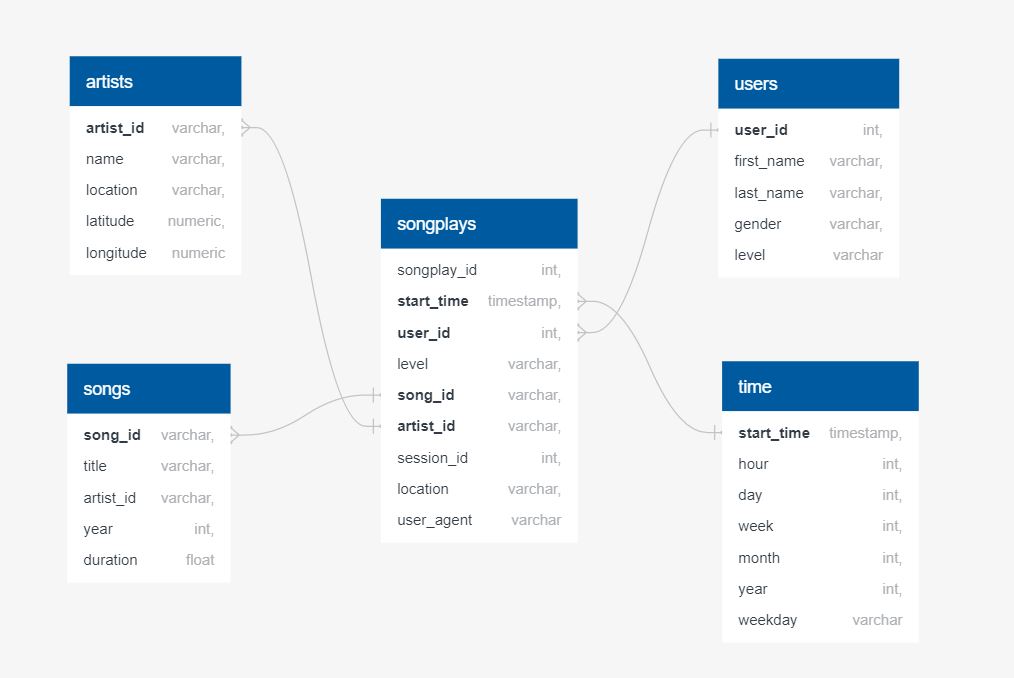 artists
artist_id varchar,
name varchar,
location varchar,
latitude numeric,
longitude numeric
songs
song_id varchar,
title varchar,
artist_id varchar,
year int,
duration float
songplays
songplay_id int,
start_time timestamp,
user_id int,
level varchar,
song_id varchar,
artist_id varchar,
session_id int,
location varchar,
user_agent varchar
users
user_id int,
first_name varchar,
last_name varchar,
gender varchar,
level varchar
time
start_time timestamp,
hour int,
day int,
week int,
month int,
year int,
weekday varchar